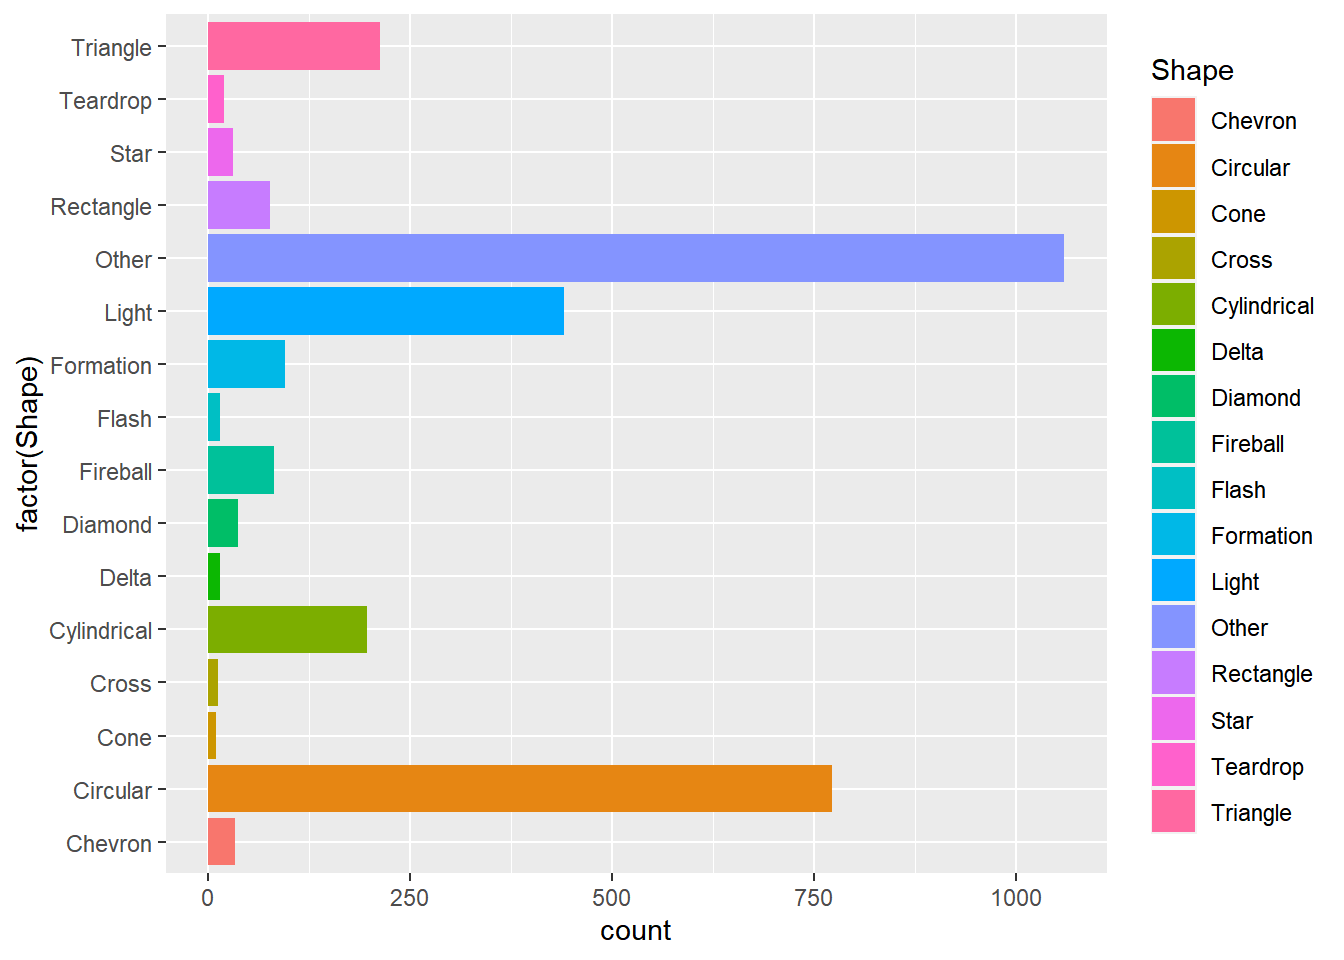 Triangle
Teardrop
Star
Rectangle
Other
Light
Formation
Flash
Fireball
Diamond
Delta
Cylindrical
Cross
Cone
Circular
Chevron
factor(Shape)
0 250 500 750 1000
count
Shape
Chevron
Circular
Cone
Cross
Cylindrical
Delta
Diamond
Fireball
Flash
Formation
Light
Other
Rectangle
Star
Teardrop
Triangle